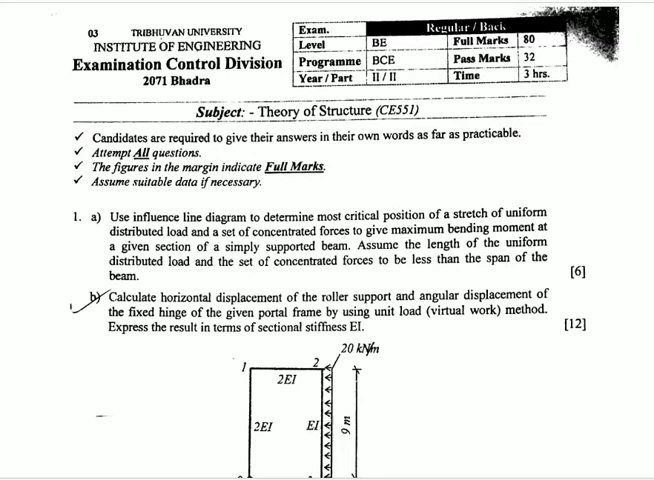 03 TRIBHUVAN UNIVERSITY
INSTITUTE OF ENGINEERING
Examination Control Division
2071 Bhadra
Exam. Regular / Back
Level BE Full Marks 80
Programme BCE Pass Marks 32
Year / Part II / II Time 3 hrs.
Subject: - Theory of Structure (CE551)
✓ Candidates are required to give their answers in their own words as far as practicable.
✓ Attempt All questions.
✓ The figures in the margin indicate Full Marks.
✓ Assume suitable data if necessary.
1. a) Use influence line diagram to determine most critical position of a stretch of uniform
distributed load and a set of concentrated forces to give maximum bending moment at
a given section of a simply supported beam. Assume the length of the uniform
distributed load and the set of concentrated forces to be less than the span of the
beam. [6]
b) Calculate horizontal displacement of the roller support and angular displacement of
the fixed hinge of the given portal frame by using unit load (virtual work) method.
Express the result in terms of sectional stiffness EI. [12]
20 kN/m
1 2
2EI
2EI EI 9 m